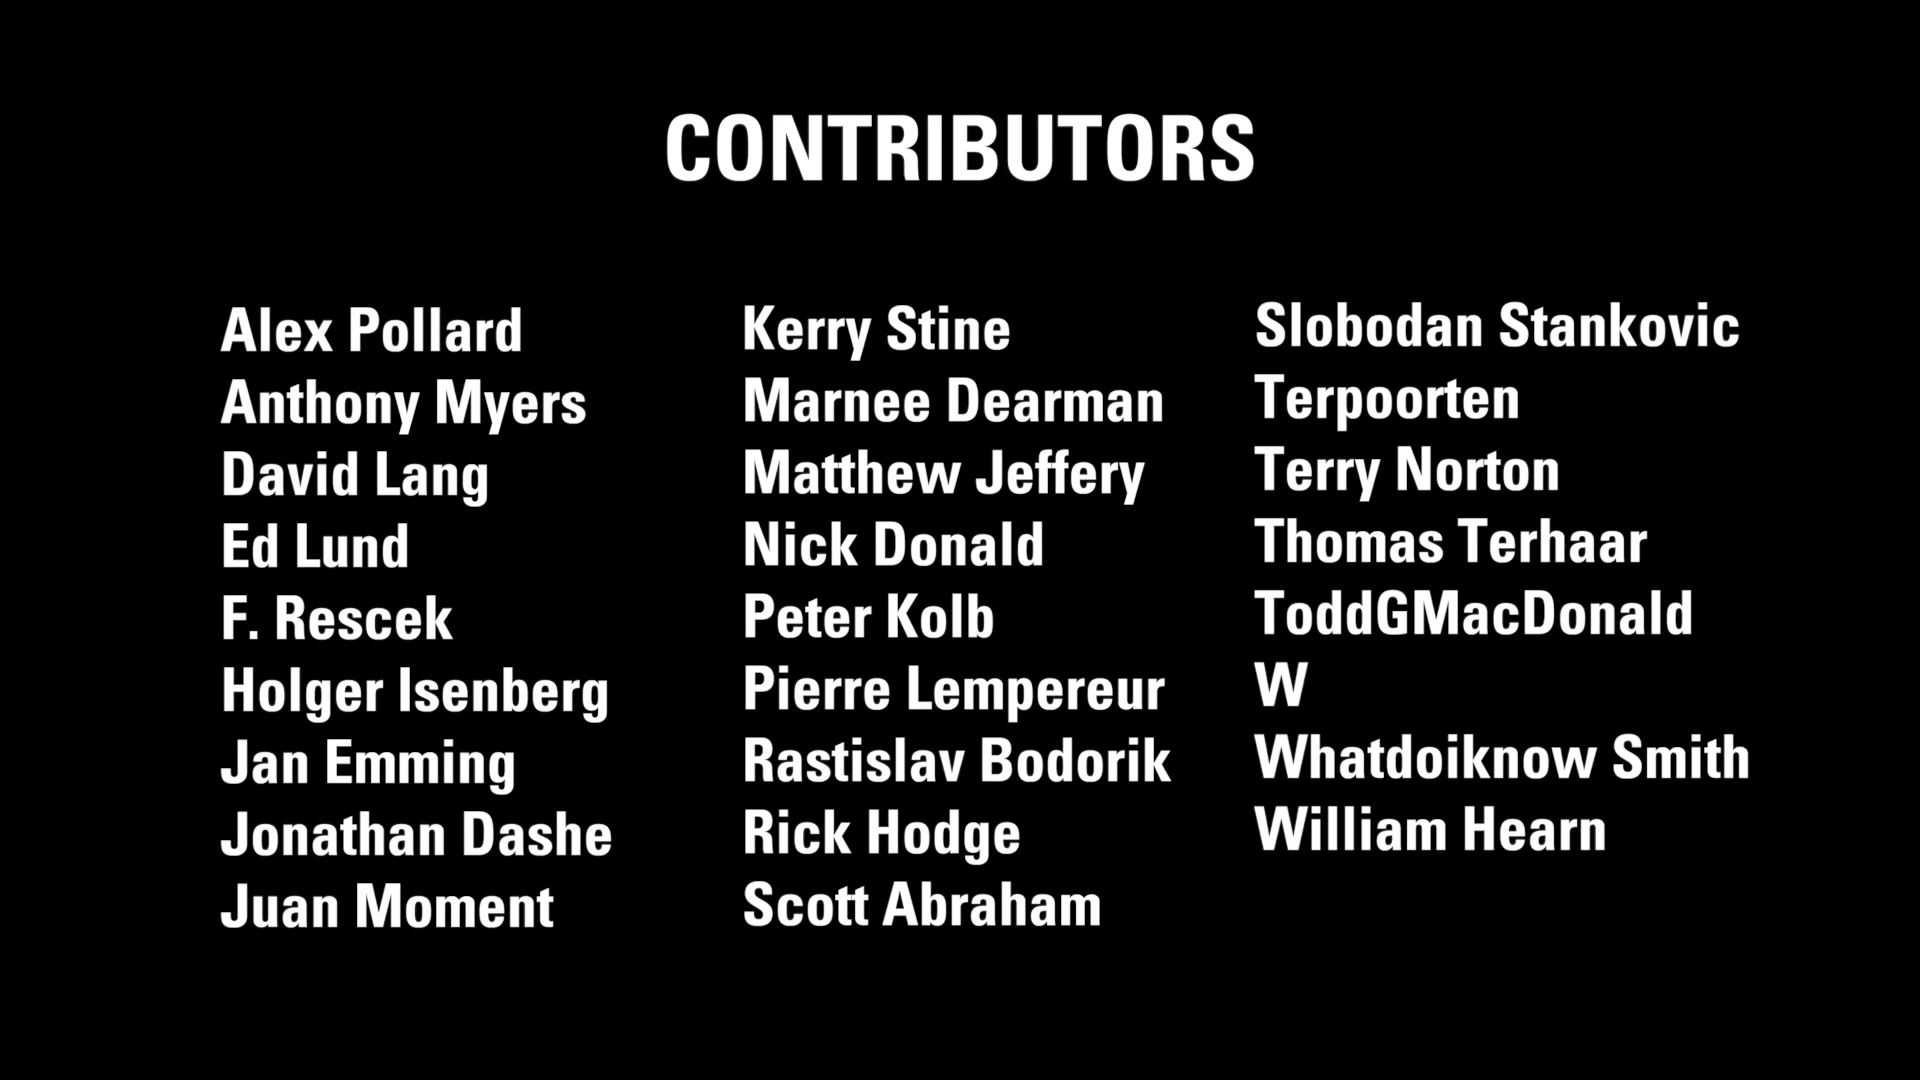 CONTRIBUTORS
Alex Pollard
Anthony Myers
David Lang
Ed Lund
F. Rescek
Holger Isenberg
Jan Emming
Jonathan Dashe
Juan Moment
Kerry Stine
Marnee Dearman
Matthew Jeffery
Nick Donald
Peter Kolb
Pierre Lempereur
Rastislav Bodorik
Rick Hodge
Scott Abraham
Slobodan Stankovic
Terpoorten
Terry Norton
Thomas Terhaar
ToddGMacDonald
W
Whatdoiknow Smith
William Hearn